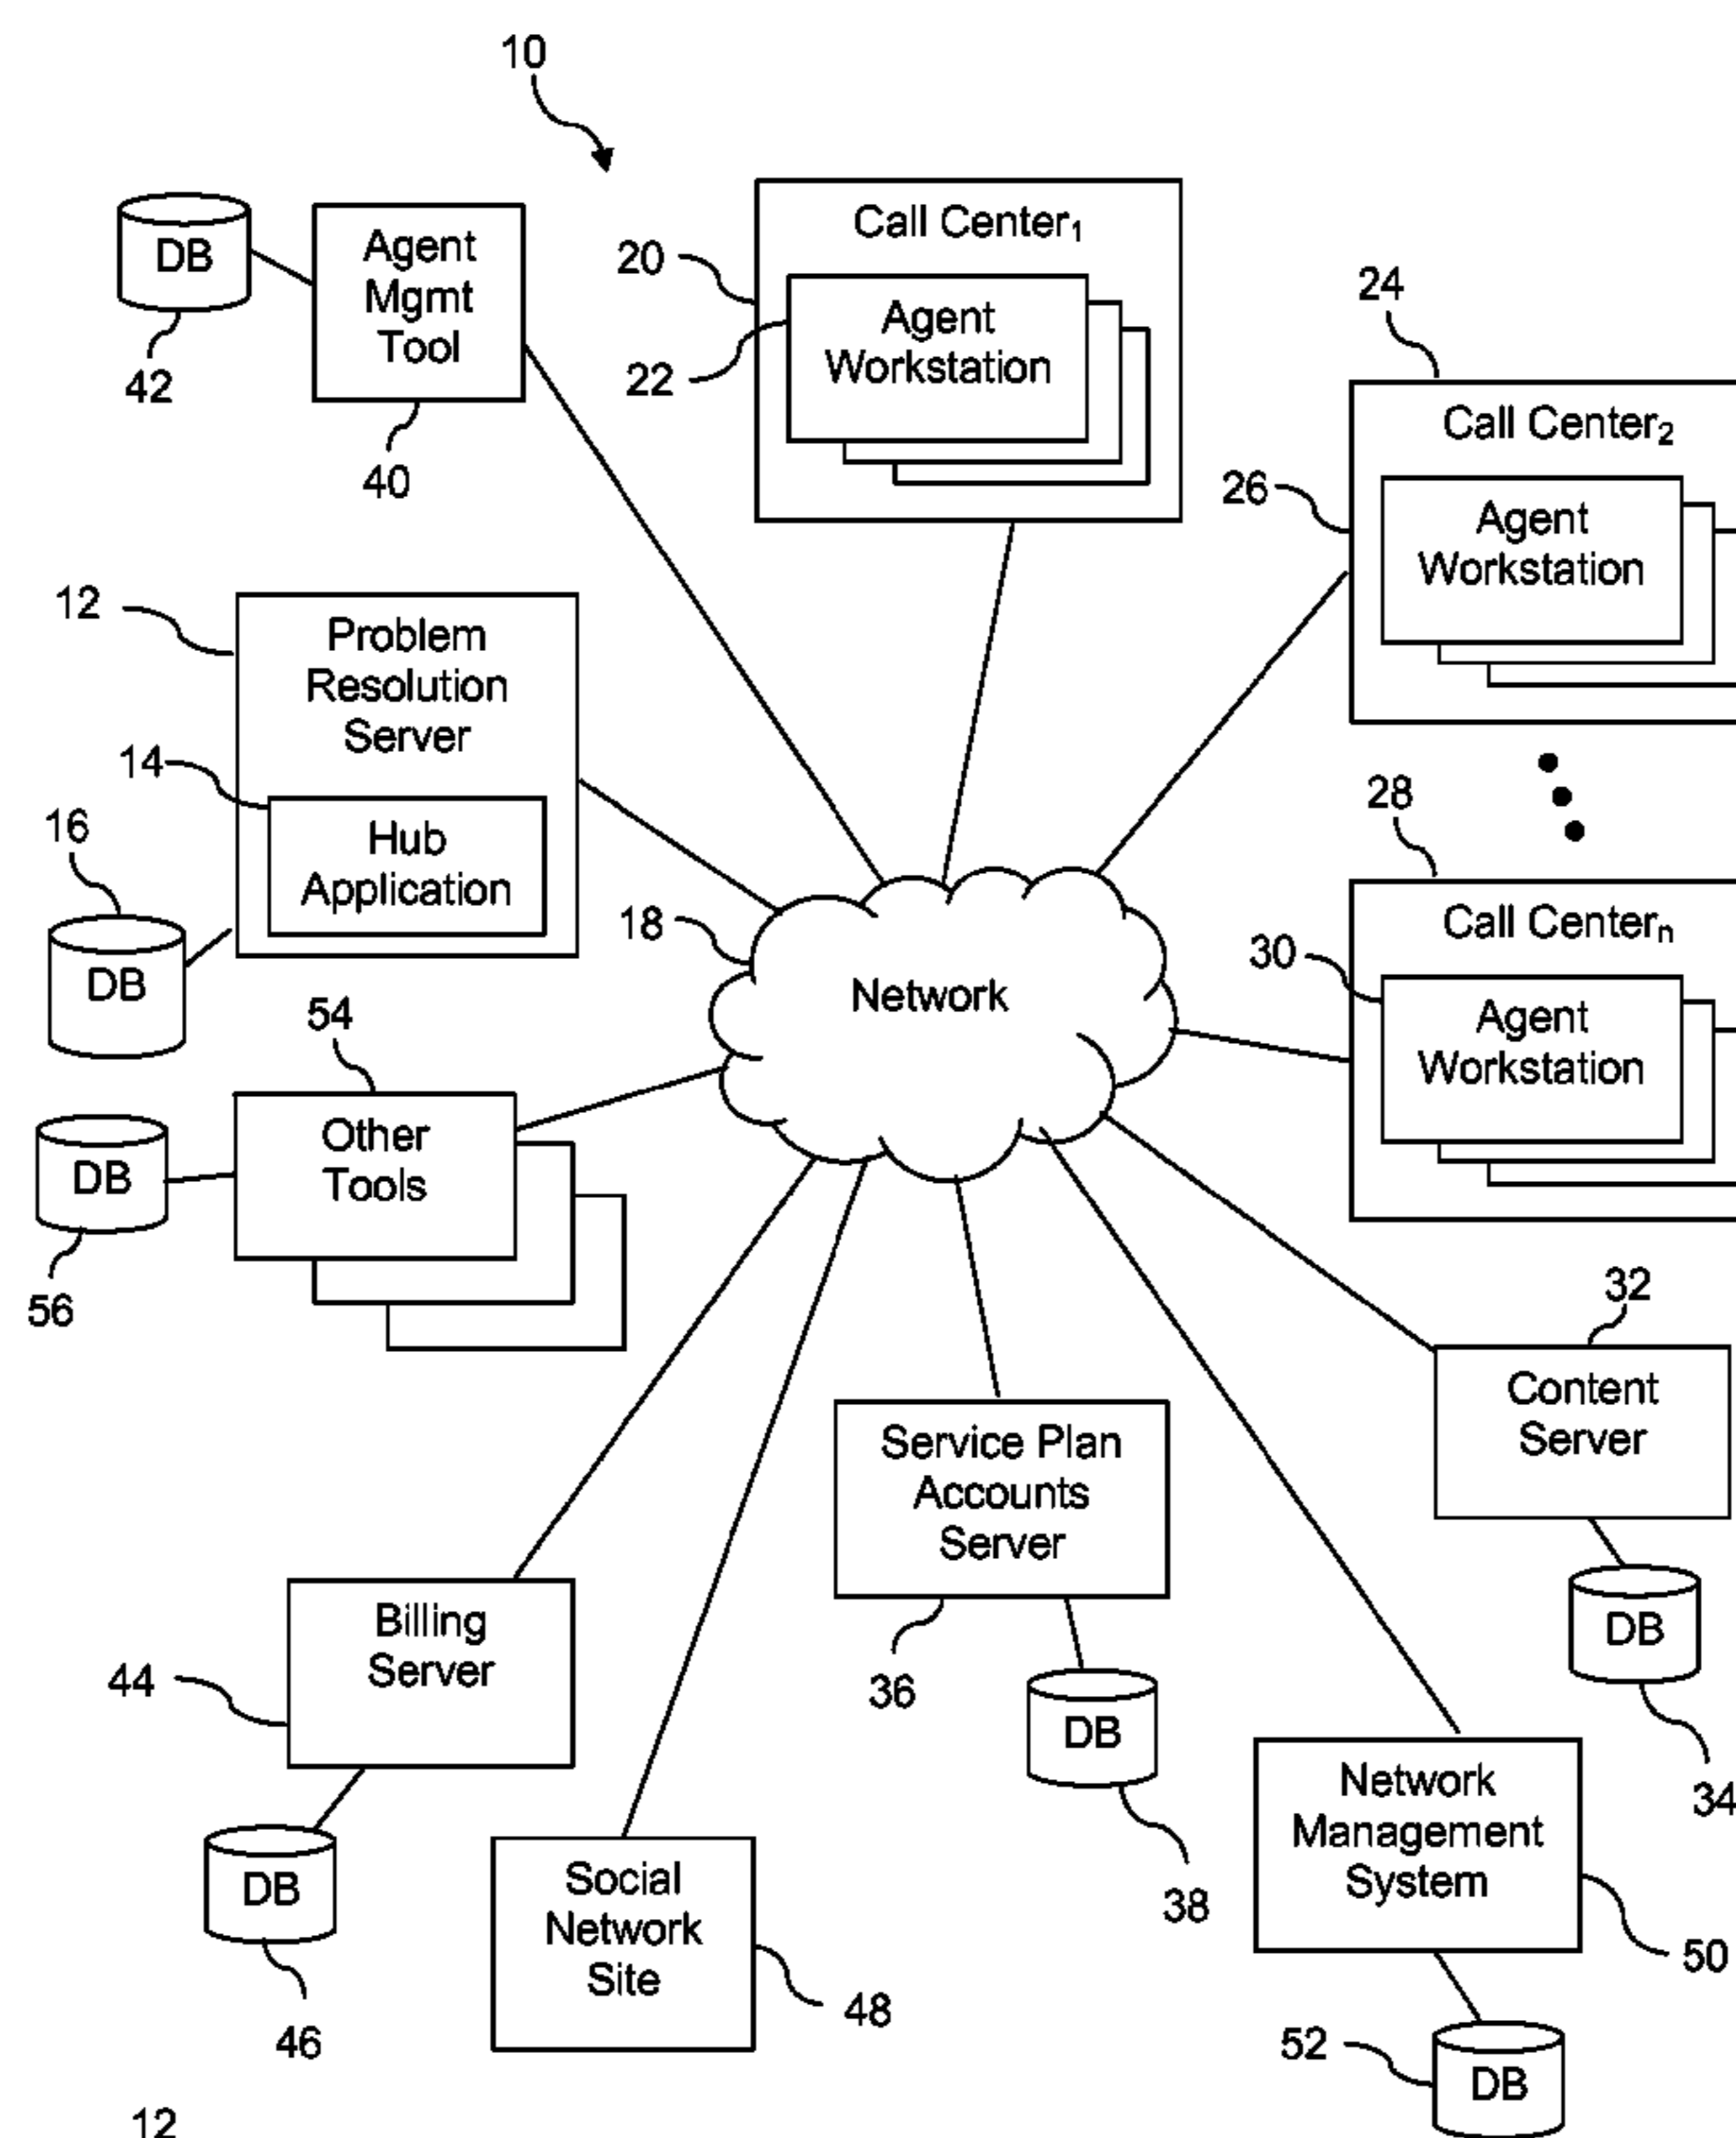 10
DB
42
Agent
Mgmt
Tool
40
Call Center₁
20
Agent
Workstation
22
24
Call Center₂
26
Agent
Workstation
12
Problem
Resolution
Server
14
Hub
Application
16
DB
18
Network
28
Call Centerₙ
30
Agent
Workstation
54
Other
Tools
DB
56
32
Content
Server
DB
34
Service Plan
Accounts
Server
36
DB
38
Billing
Server
44
DB
46
Social
Network
Site
48
Network
Management
System
50
52
DB
12